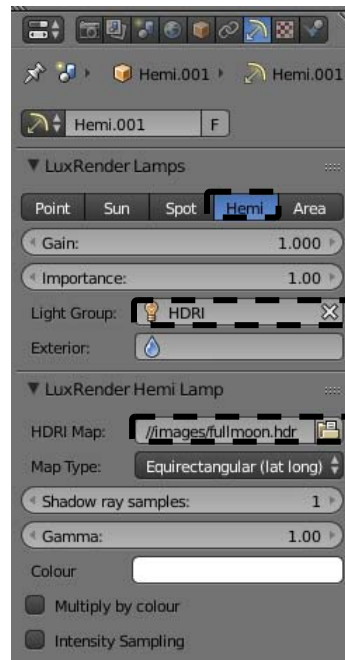 Hemi.001 Hemi.001
Hemi.001 F
LuxRender Lamps
Point Sun Spot Hemi Area
Gain: 1.000
Importance: 1.00
Light Group: HDRI
Exterior:
LuxRender Hemi Lamp
HDRI Map: //images/fullmoon.hdr
Map Type: Equirectangular (lat long)
Shadow ray samples: 1
Gamma: 1.00
Colour
Multiply by colour
Intensity Sampling